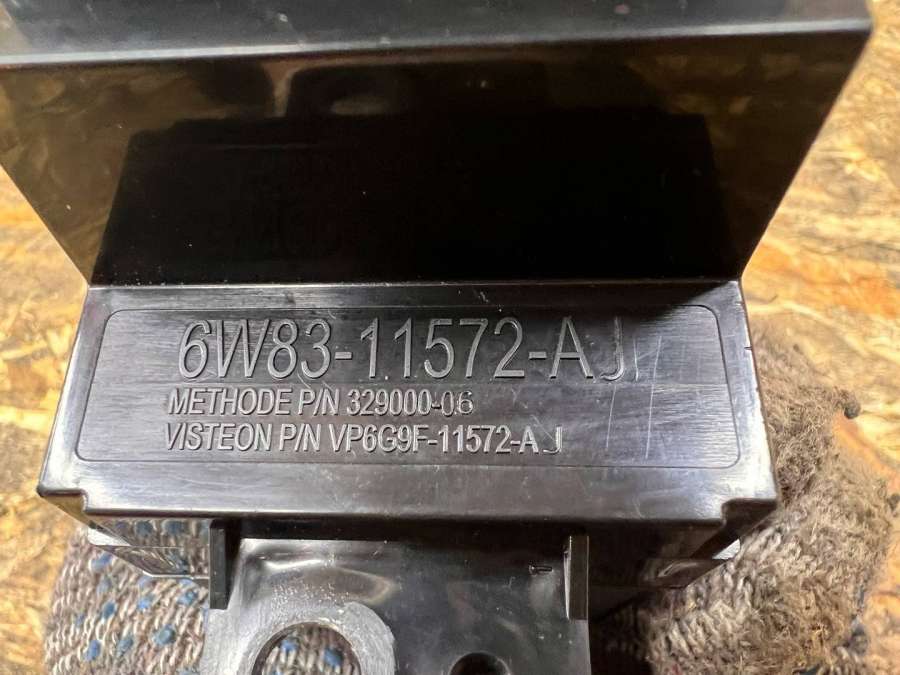 6W83-11572-AJ
METHODE P/N 329000-06
VISTEON P/N VP6G9F-11572-AJ